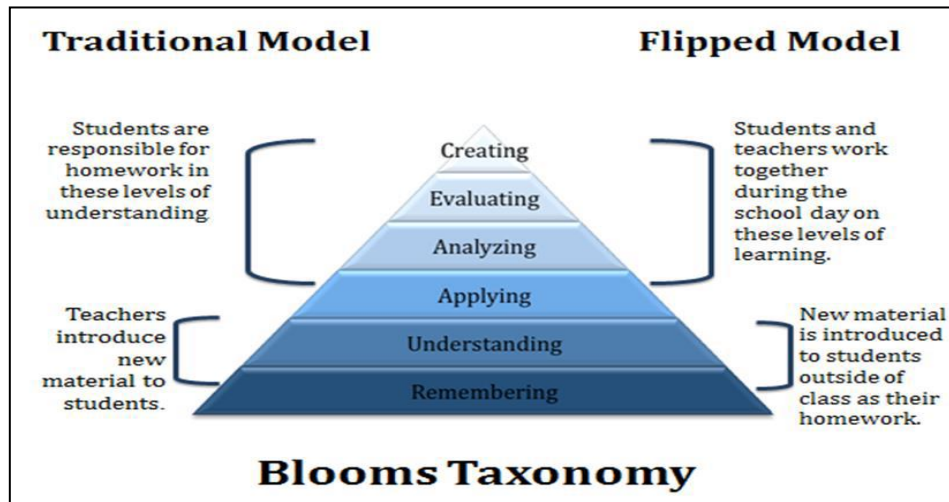 Traditional Model
Flipped Model
Students are
responsible for
homework in
these levels of
understanding
Teachers
introduce
new
material to
students.
Creating
Evaluating
Analyzing
Applying
Understanding
Remembering
Students and
teachers work
together
during the
school day on
these levels of
learning.
New material
is introduced
to students
outside of
class as their
homework.
Blooms Taxonomy